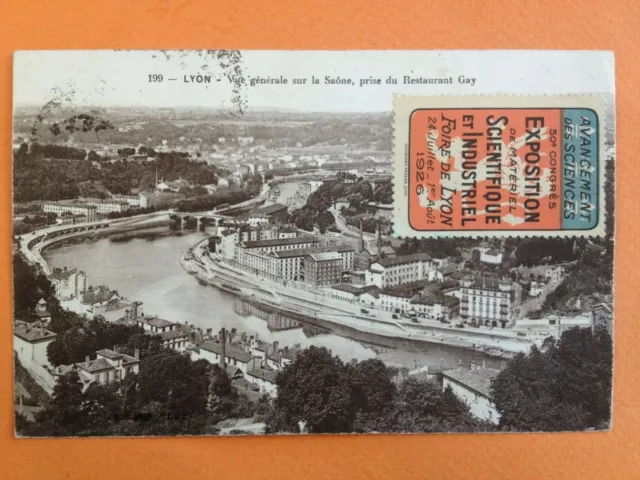 199 — LYON - Vue générale sur la Saône, prise du Restaurant Gay
AVANCEMENT
DES SCIENCES
50e CONGRÈS
EXPOSITION
DE MATÉRIEL
SCIENTIFIQUE
ET INDUSTRIEL
FOIRE DE LYON
24 Juillet - 1er Août
1926